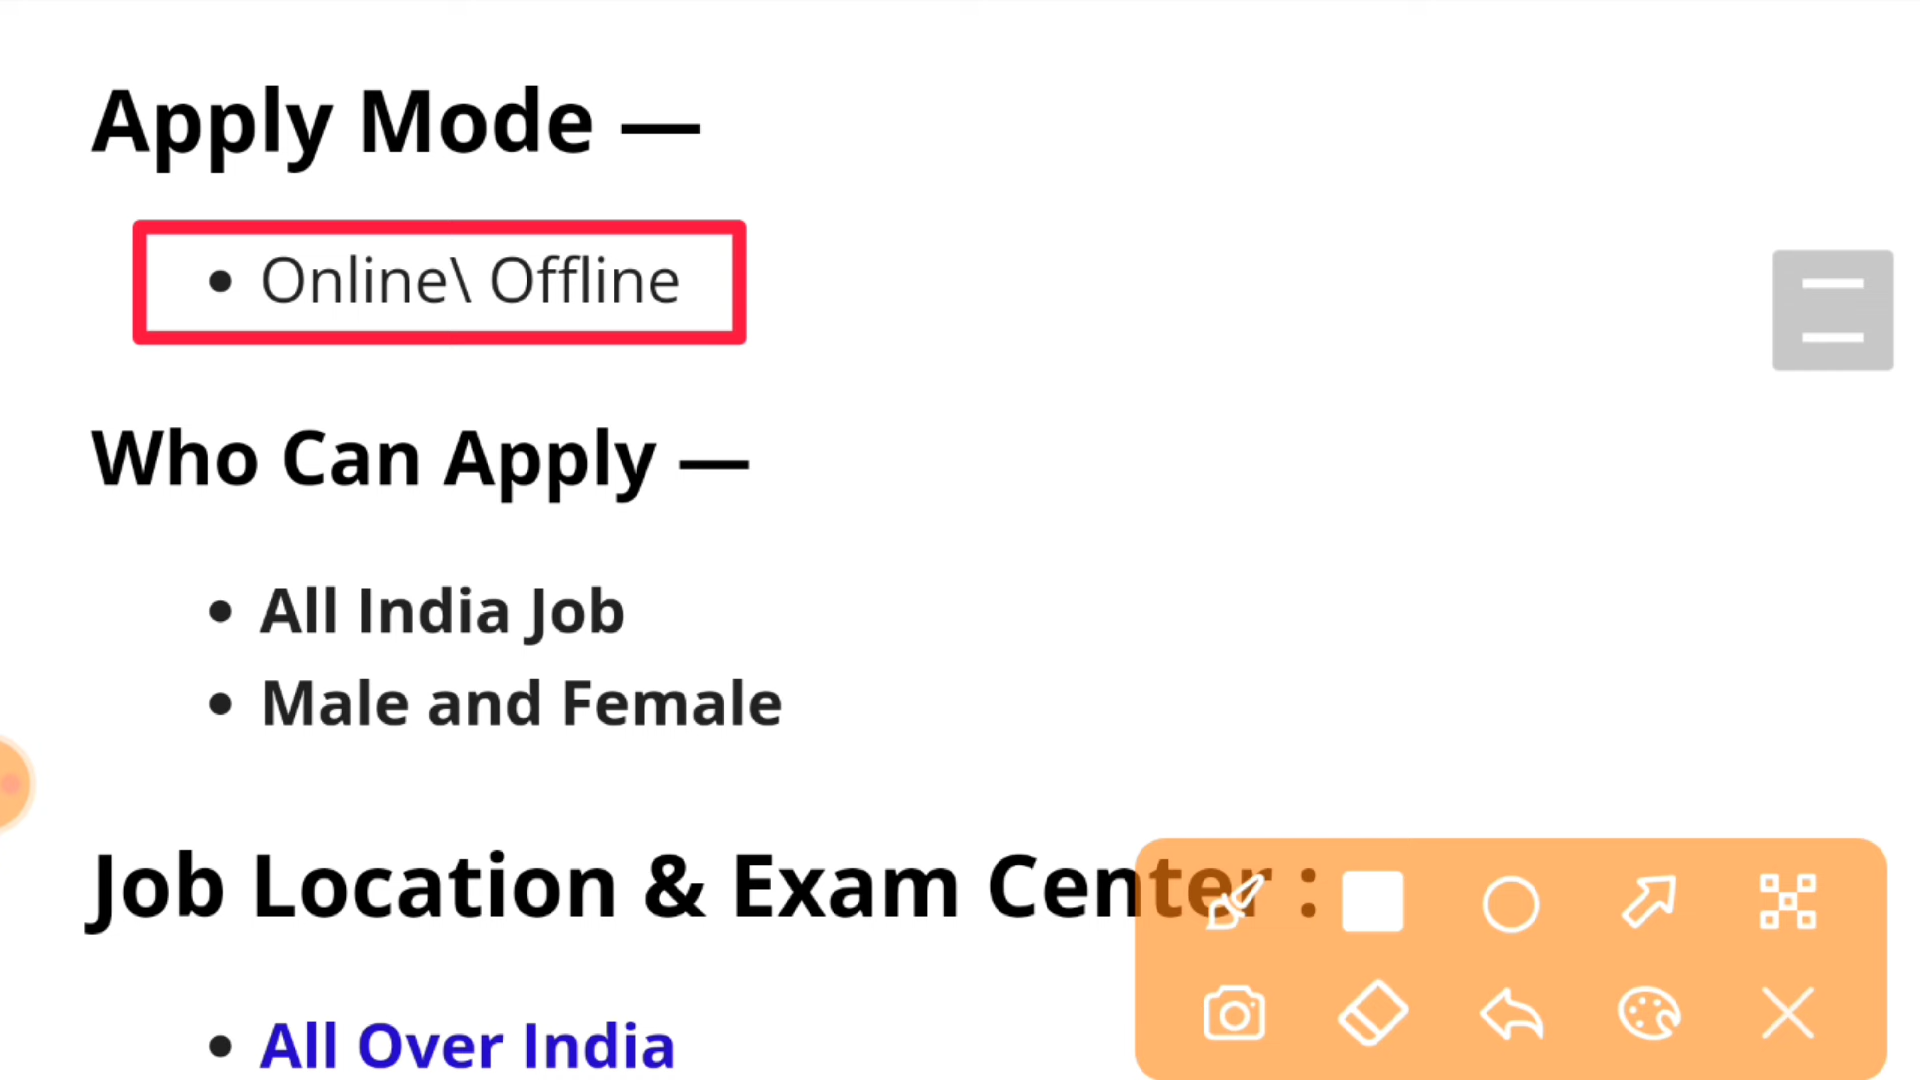 Apply Mode —
• Online\ Offline
Who Can Apply —
• All India Job
• Male and Female
Job Location & Exam Center :
• All Over India